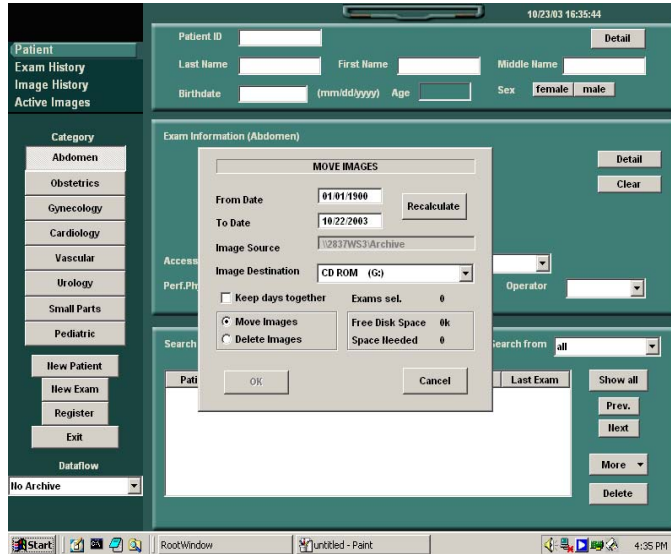 10/23/03 16:35:44
Patient
Exam History
Image History
Active Images
Patient ID
Detail
Last Name
First Name
Middle Name
Birthdate
(mm/dd/yyyy)
Age
Sex
female
male
Category
Abdomen
Obstetrics
Gynecology
Cardiology
Vascular
Urology
Small Parts
Pediatric
New Patient
New Exam
Register
Exit
Dataflow
No Archive
Exam Information (Abdomen)
Detail
Clear
Access
Perf.Ph
Operator
MOVE IMAGES
From Date
01/01/1900
Recalculate
To Date
10/22/2003
Image Source
\\2837WS3\Archive
Image Destination
CD ROM (G:)
Keep days together
Exams sel. 0
Move Images
Delete Images
Free Disk Space 0k
Space Needed 0
OK
Cancel
Search
earch from
all
Pati
Last Exam
Show all
Prev.
Next
More
Delete
Start
RootWindow
untitled - Paint
4:35 PM